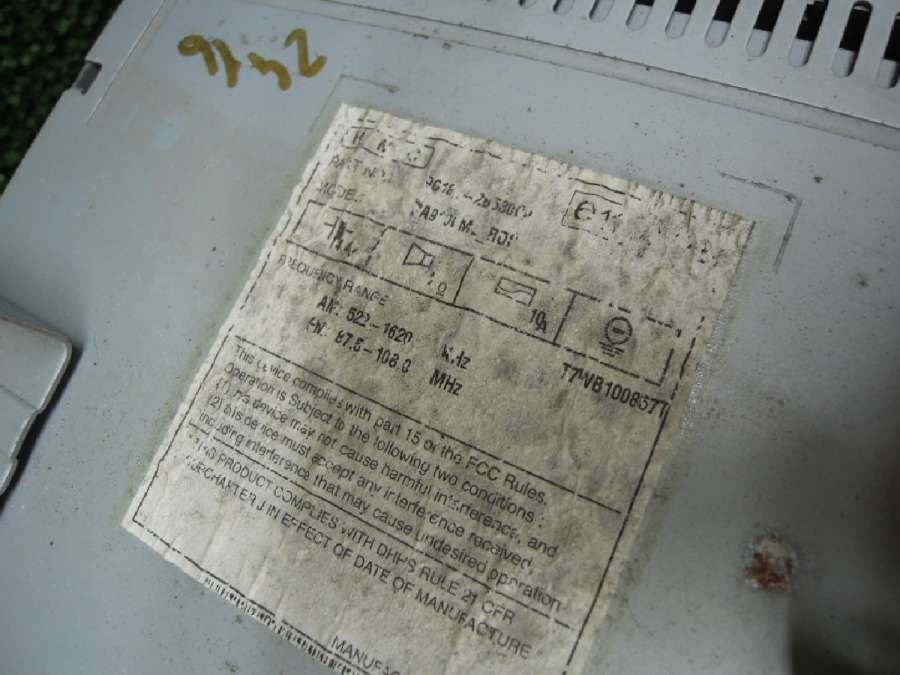 PART NO.
MODEL
10A
FREQUENCY RANGE
AM: 522-1620 KHz
FM: 87.5-108.0 MHz
T7VB1008571
This device complies with part 15 of the FCC Rules.
Operation is Subject to the following two conditions :
(1) This device may not cause harmful interference, and
(2) this device must accept any interference received,
including interference that may cause undesired operation
THIS PRODUCT COMPLIES WITH DHHS RULE 21 CFR
SUBCHAPTER J IN EFFECT OF DATE OF MANUFACTURE